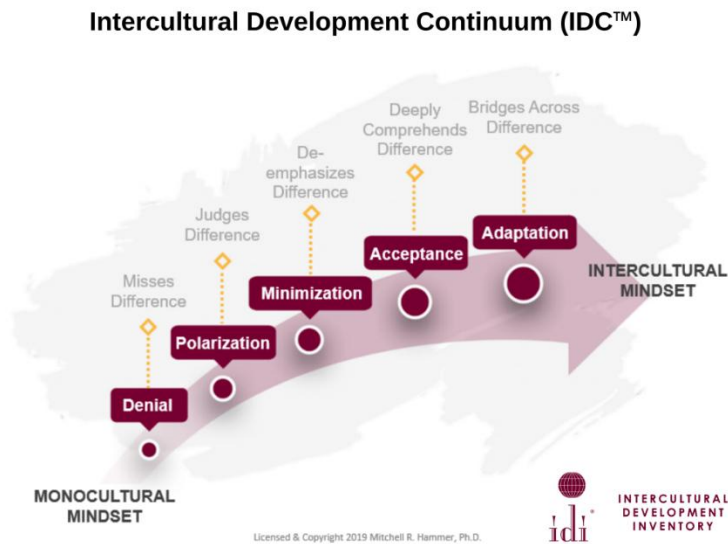 Intercultural Development Continuum (IDC™)
Misses
Difference
Judges
Difference
De-
emphasizes
Difference
Deeply
Comprehends
Difference
Bridges Across
Difference
Denial
Polarization
Minimization
Acceptance
Adaptation
MONOCULTURAL
MINDSET
INTERCULTURAL
MINDSET
Licensed & Copyright 2019 Mitchell R. Hammer, Ph.D.
idi®
INTERCULTURAL
DEVELOPMENT
INVENTORY